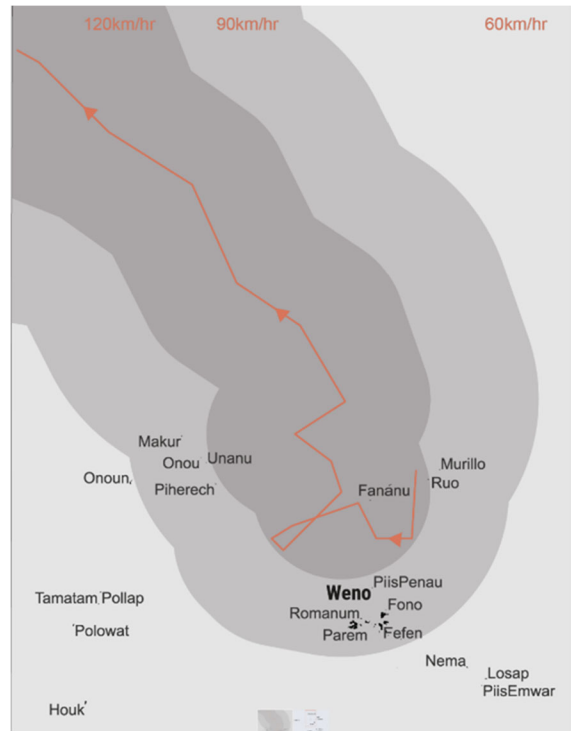 120km/hr 90km/hr 60km/hr
Makur
Onou Unanu
Murillo
Onoun
Piherech
Fanánu
Ruo
PiisPenau
Weno
Tamatam Pollap
Romanum
Fono
Polowat
Parem
Fefen
Nema
Losap
PiisEmwar
Houk